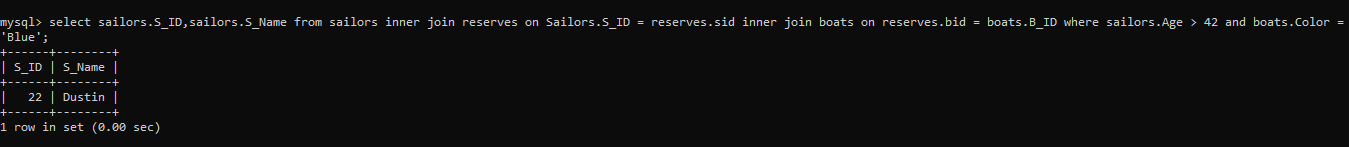 mysql> select sailors.S_ID,sailors.S_Name from sailors inner join reserves on Sailors.S_ID = reserves.sid inner join boats on reserves.bid = boats.B_ID where sailors.Age > 42 and boats.Color =
'Blue';
+------+--------+
| S_ID | S_Name |
+------+--------+
|   22 | Dustin |
+------+--------+
1 row in set (0.00 sec)